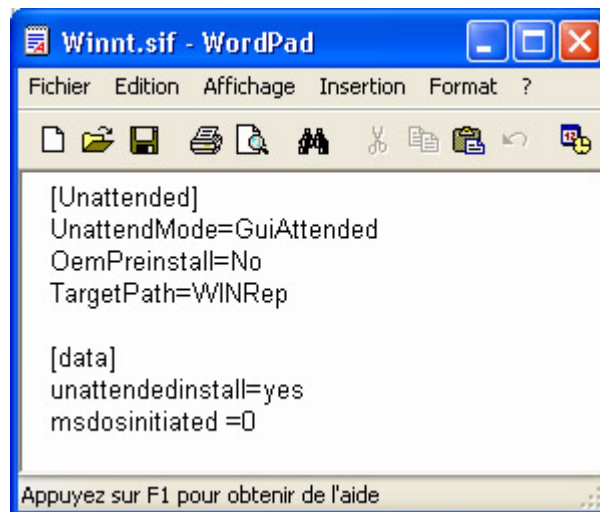 Winnt.sif - WordPad
Fichier Edition Affichage Insertion Format ?
[Unattended]
UnattendMode=GuiAttended
OemPreinstall=No
TargetPath=WINRep
[data]
unattendedinstall=yes
msdosinitiated =0
Appuyez sur F1 pour obtenir de l'aide